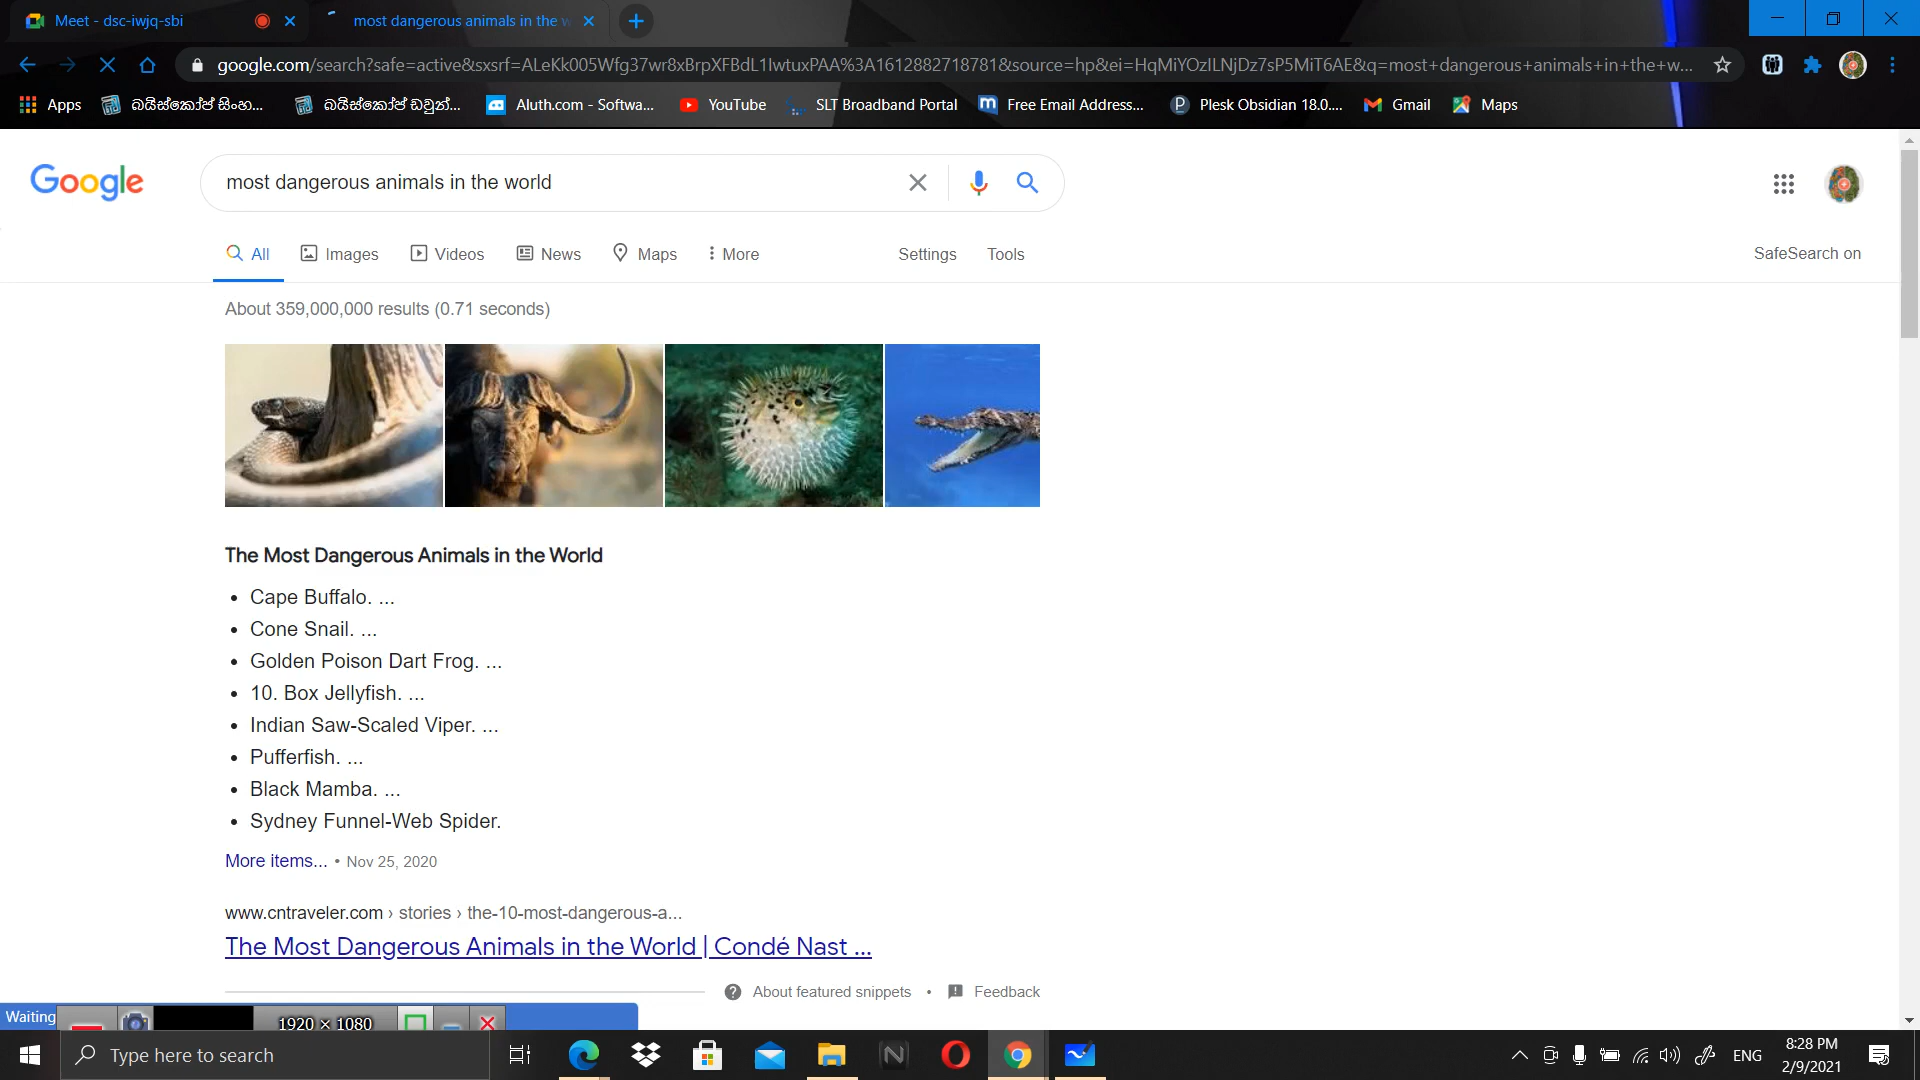 Meet - dsc-iwjq-sbi
most dangerous animals in the w
google.com/search?safe=active&sxsrf=ALeKk005Wfg37wr8xBrpXFBdL1IwtuxPAA%3A1612882718781&source=hp&ei=HqMiYOzILNjDz7sP5MiT6AE&q=most+dangerous+animals+in+the+w...
Apps බයිස්කෝප් සිංහ... බයිස්කෝප් ඩවුන්... Aluth.com - Softwa... YouTube SLT Broadband Portal Free Email Address... Plesk Obsidian 18.0.... Gmail Maps
Google
most dangerous animals in the world
All Images Videos News Maps More Settings Tools SafeSearch on
About 359,000,000 results (0.71 seconds)
The Most Dangerous Animals in the World
• Cape Buffalo. ...
• Cone Snail. ...
• Golden Poison Dart Frog. ...
• 10. Box Jellyfish. ...
• Indian Saw-Scaled Viper. ...
• Pufferfish. ...
• Black Mamba. ...
• Sydney Funnel-Web Spider.
More items... • Nov 25, 2020
www.cntraveler.com › stories › the-10-most-dangerous-a...
The Most Dangerous Animals in the World | Condé Nast ...
About featured snippets • Feedback
Waiting
1920 × 1080
Type here to search
ENG
8:28 PM
2/9/2021